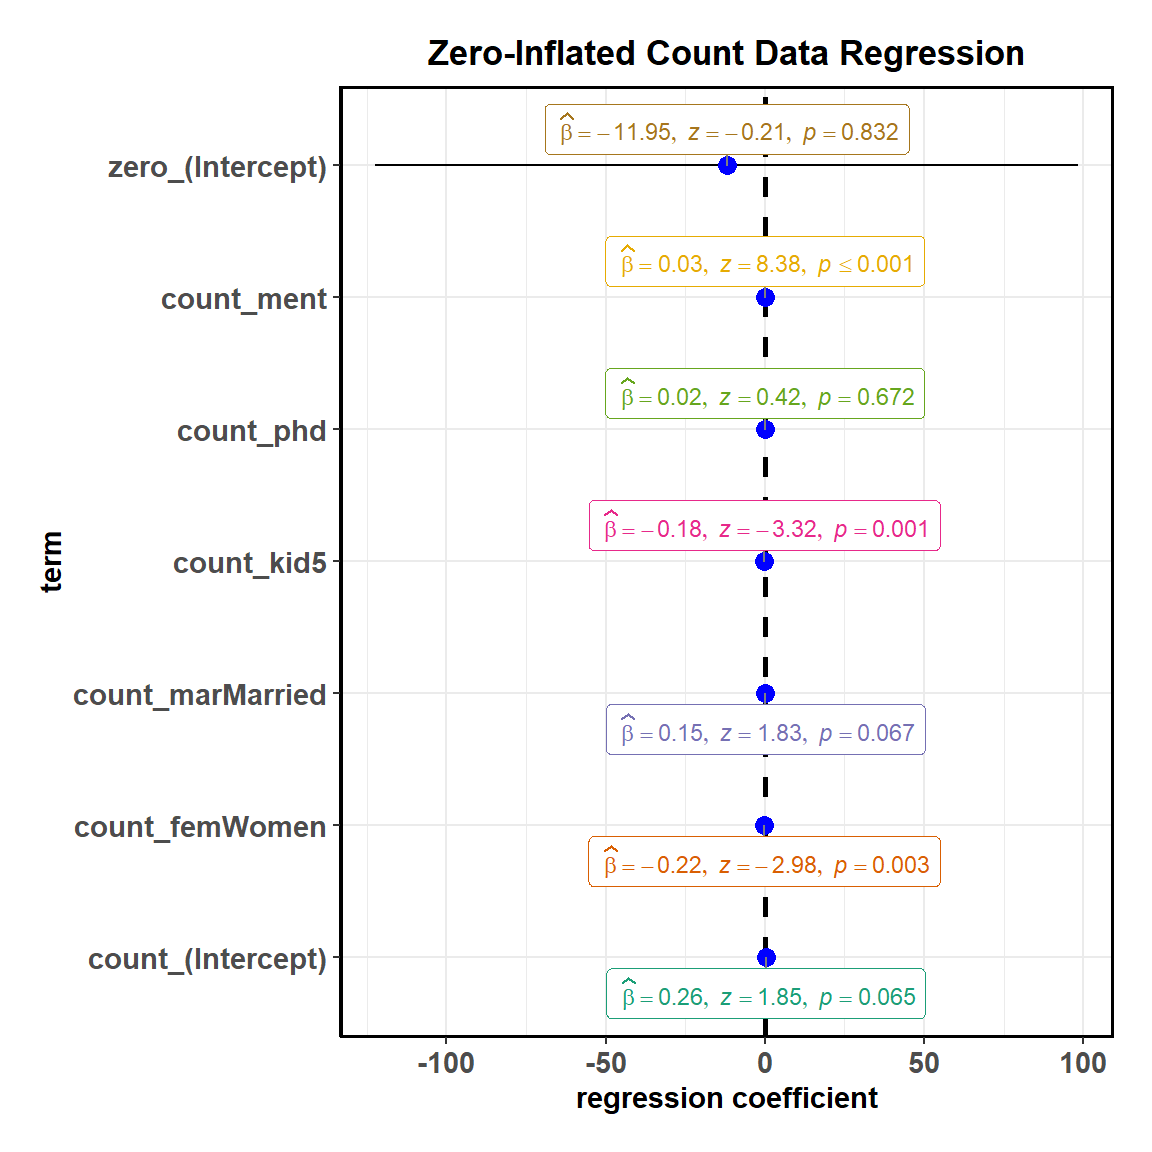 Zero-Inflated Count Data Regression
zero_(Intercept)
β̂ = −11.95, z = −0.21, p = 0.832
count_ment
β̂ = 0.03, z = 8.38, p ≤ 0.001
count_phd
β̂ = 0.02, z = 0.42, p = 0.672
count_kid5
β̂ = −0.18, z = −3.32, p = 0.001
count_marMarried
β̂ = 0.15, z = 1.83, p = 0.067
count_femWomen
β̂ = −0.22, z = −2.98, p = 0.003
count_(Intercept)
β̂ = 0.26, z = 1.85, p = 0.065
term
-100 -50 0 50 100
regression coefficient